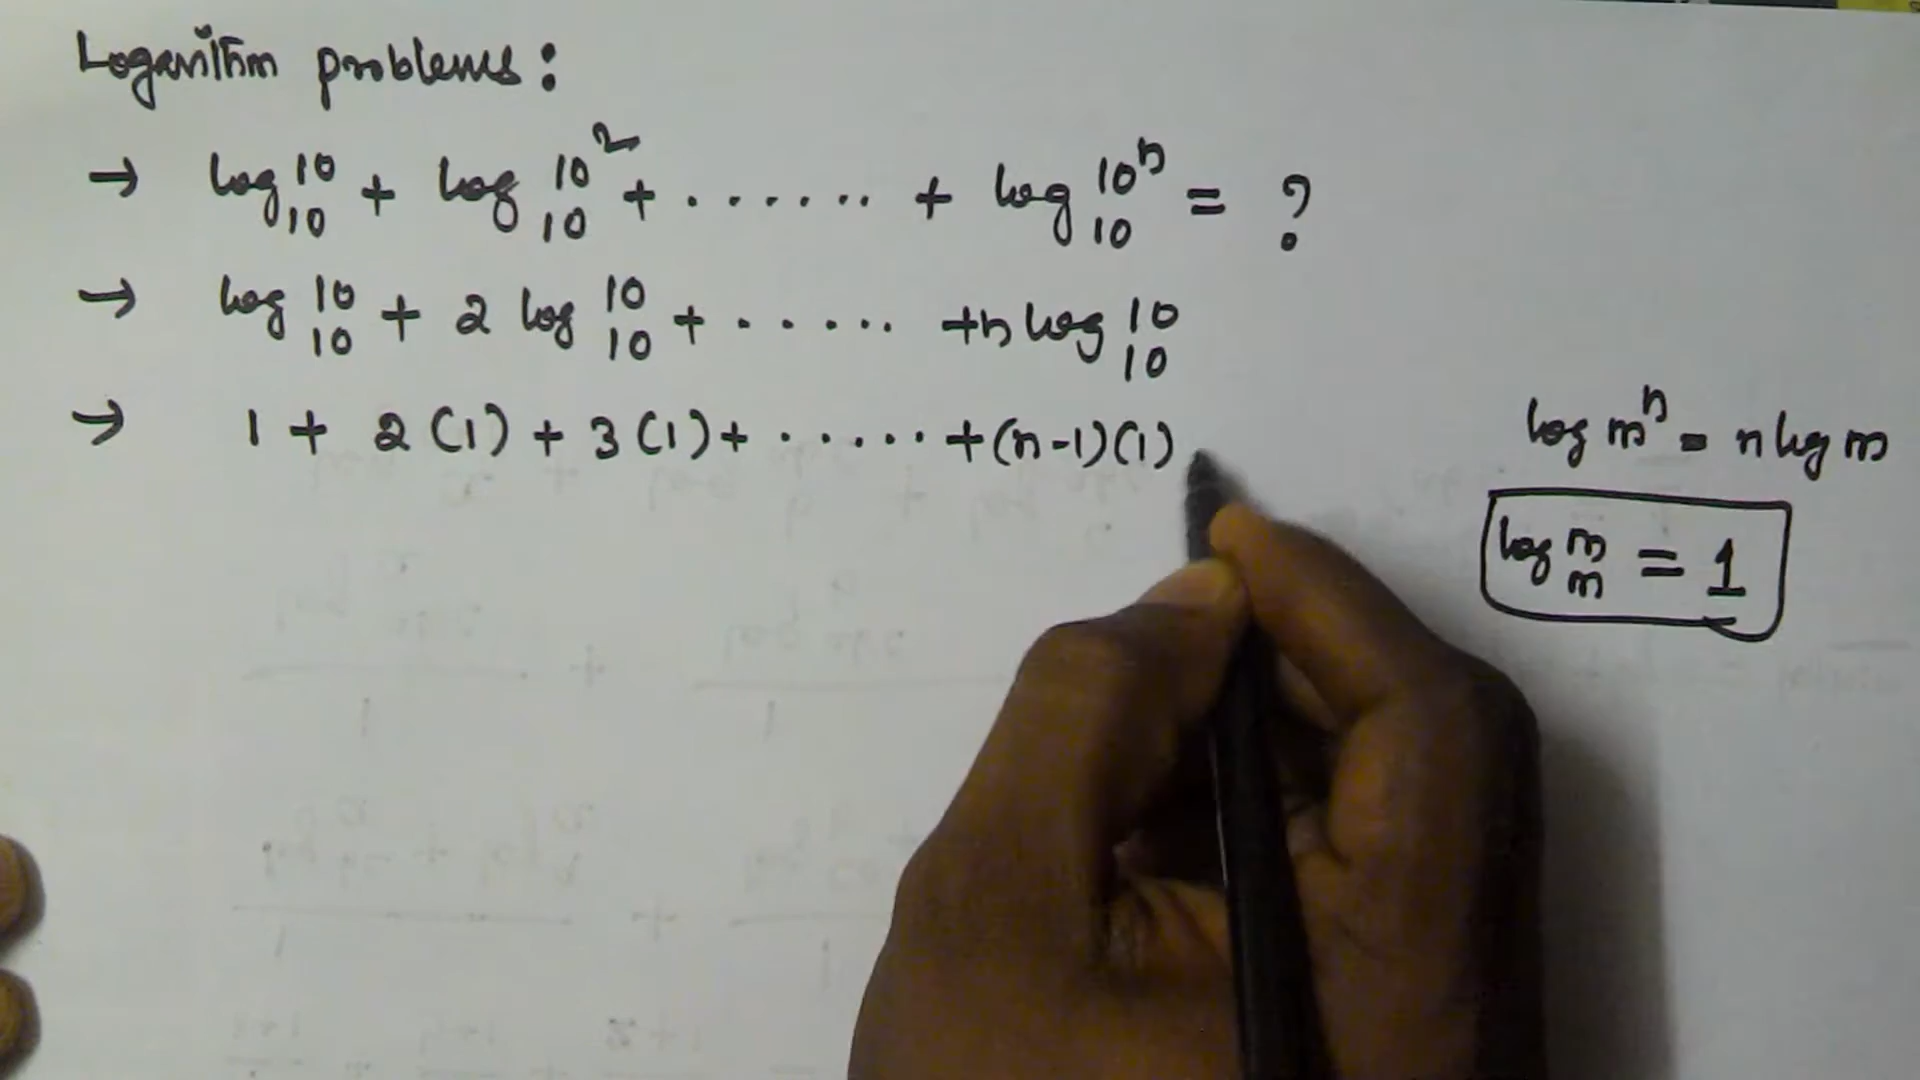 Logarithm problems:
→ log₁₀10 + log₁₀10² + ....... + log₁₀10ⁿ = ?
→ log₁₀10 + 2 log₁₀10 + ..... + n log₁₀10
→ 1 + 2(1) + 3(1) + ..... + (n-1)(1)
log mⁿ = n log m
logₘm = 1